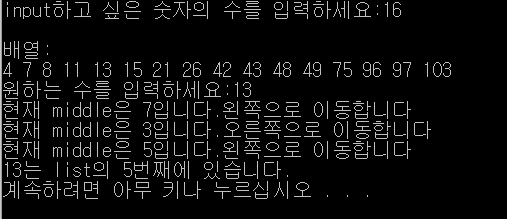 input하고 싶은 숫자의 수를 입력하세요:16
배열:
4 7 8 11 13 15 21 26 42 43 48 49 75 96 97 103
원하는 수를 입력하세요:13
현재 middle은 7입니다.왼쪽으로 이동합니다
현재 middle은 3입니다.오른쪽으로 이동합니다
현재 middle은 5입니다.왼쪽으로 이동합니다
13는 list의 5번째에 있습니다.
계속하려면 아무 키나 누르십시오 . . .